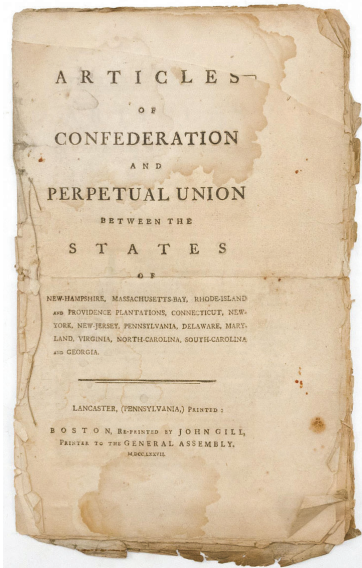 ARTICLES
OF
CONFEDERATION
AND
PERPETUAL UNION
BETWEEN THE
STATES
OF
NEW-HAMPSHIRE, MASSACHUSETTS-BAY, RHODE-ISLAND
AND PROVIDENCE PLANTATIONS, CONNECTICUT, NEW-
YORK, NEW-JERSEY, PENNSYLVANIA, DELAWARE, MARY-
LAND, VIRGINIA, NORTH-CAROLINA, SOUTH-CAROLINA
AND GEORGIA.
LANCASTER, (PENNSYLVANIA,) PRINTED:
BOSTON, RE-PRINTED BY JOHN GILL,
PRINTER TO THE GENERAL ASSEMBLY.
M.DCC.LXXVII.